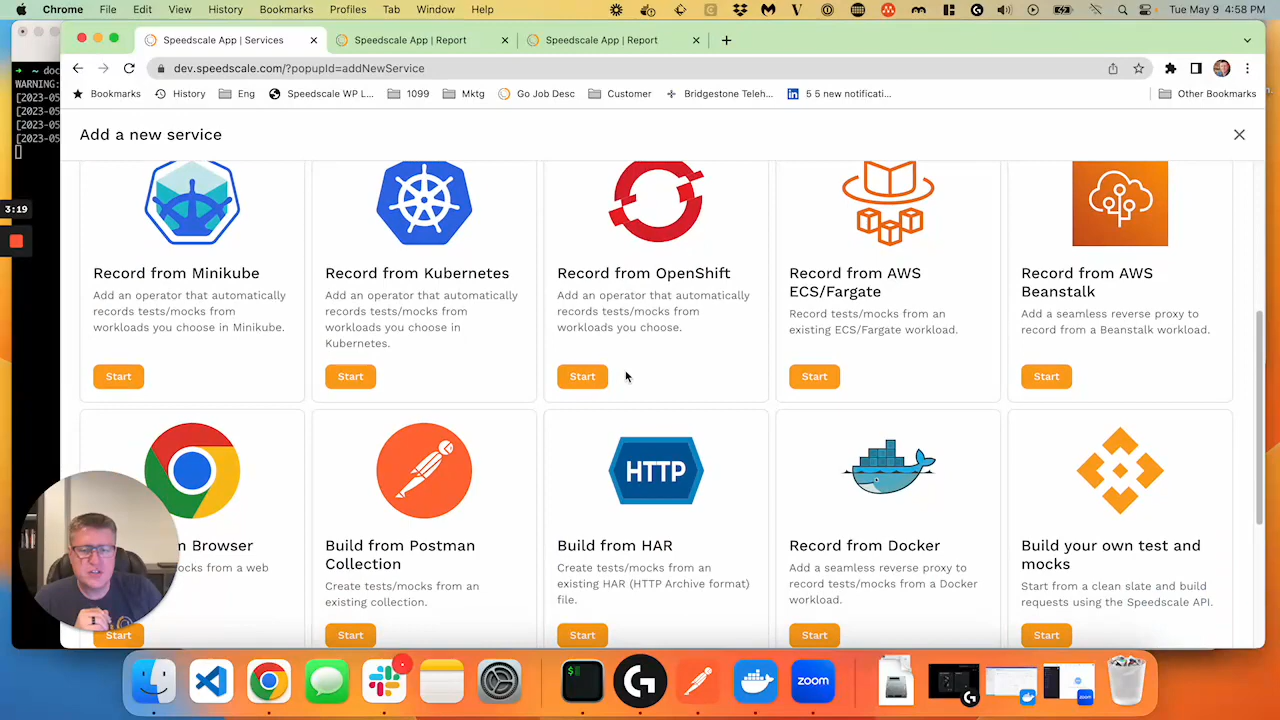 Chrome File Edit View History Bookmarks Profiles Tab Window Help Tue May 9 4:58 PM
Speedscale App | Services
Speedscale App | Report
Speedscale App | Report
dev.speedscale.com/?popupId=addNewService
Bookmarks History Eng Speedscale WP L... 1099 Mktg Go Job Desc Customer Bridgestone Teleh... 5 5 new notificati... Other Bookmarks
~ doc
WARNING:
[2023-05
[2023-05
[2023-05
[2023-05
3:19
Add a new service
Record from Minikube
Add an operator that automatically
records tests/mocks from
workloads you choose in Minikube.
Start
Record from Kubernetes
Add an operator that automatically
records tests/mocks from
workloads you choose in
Kubernetes.
Start
Record from OpenShift
Add an operator that automatically
records tests/mocks from
workloads you choose.
Start
Record from AWS
ECS/Fargate
Record tests/mocks from an
existing ECS/Fargate workload.
Start
Record from AWS
Beanstalk
Add a seamless reverse proxy to
record from a Beanstalk workload.
Start
m Browser
mocks from a web
Start
Build from Postman
Collection
Create tests/mocks from an
existing collection.
Start
HTTP
Build from HAR
Create tests/mocks from an
existing HAR (HTTP Archive format)
file.
Start
Record from Docker
Add a seamless reverse proxy to
record tests/mocks from a Docker
workload.
Start
Build your own test and
mocks
Start from a clean slate and build
requests using the Speedscale API.
Start
zoom